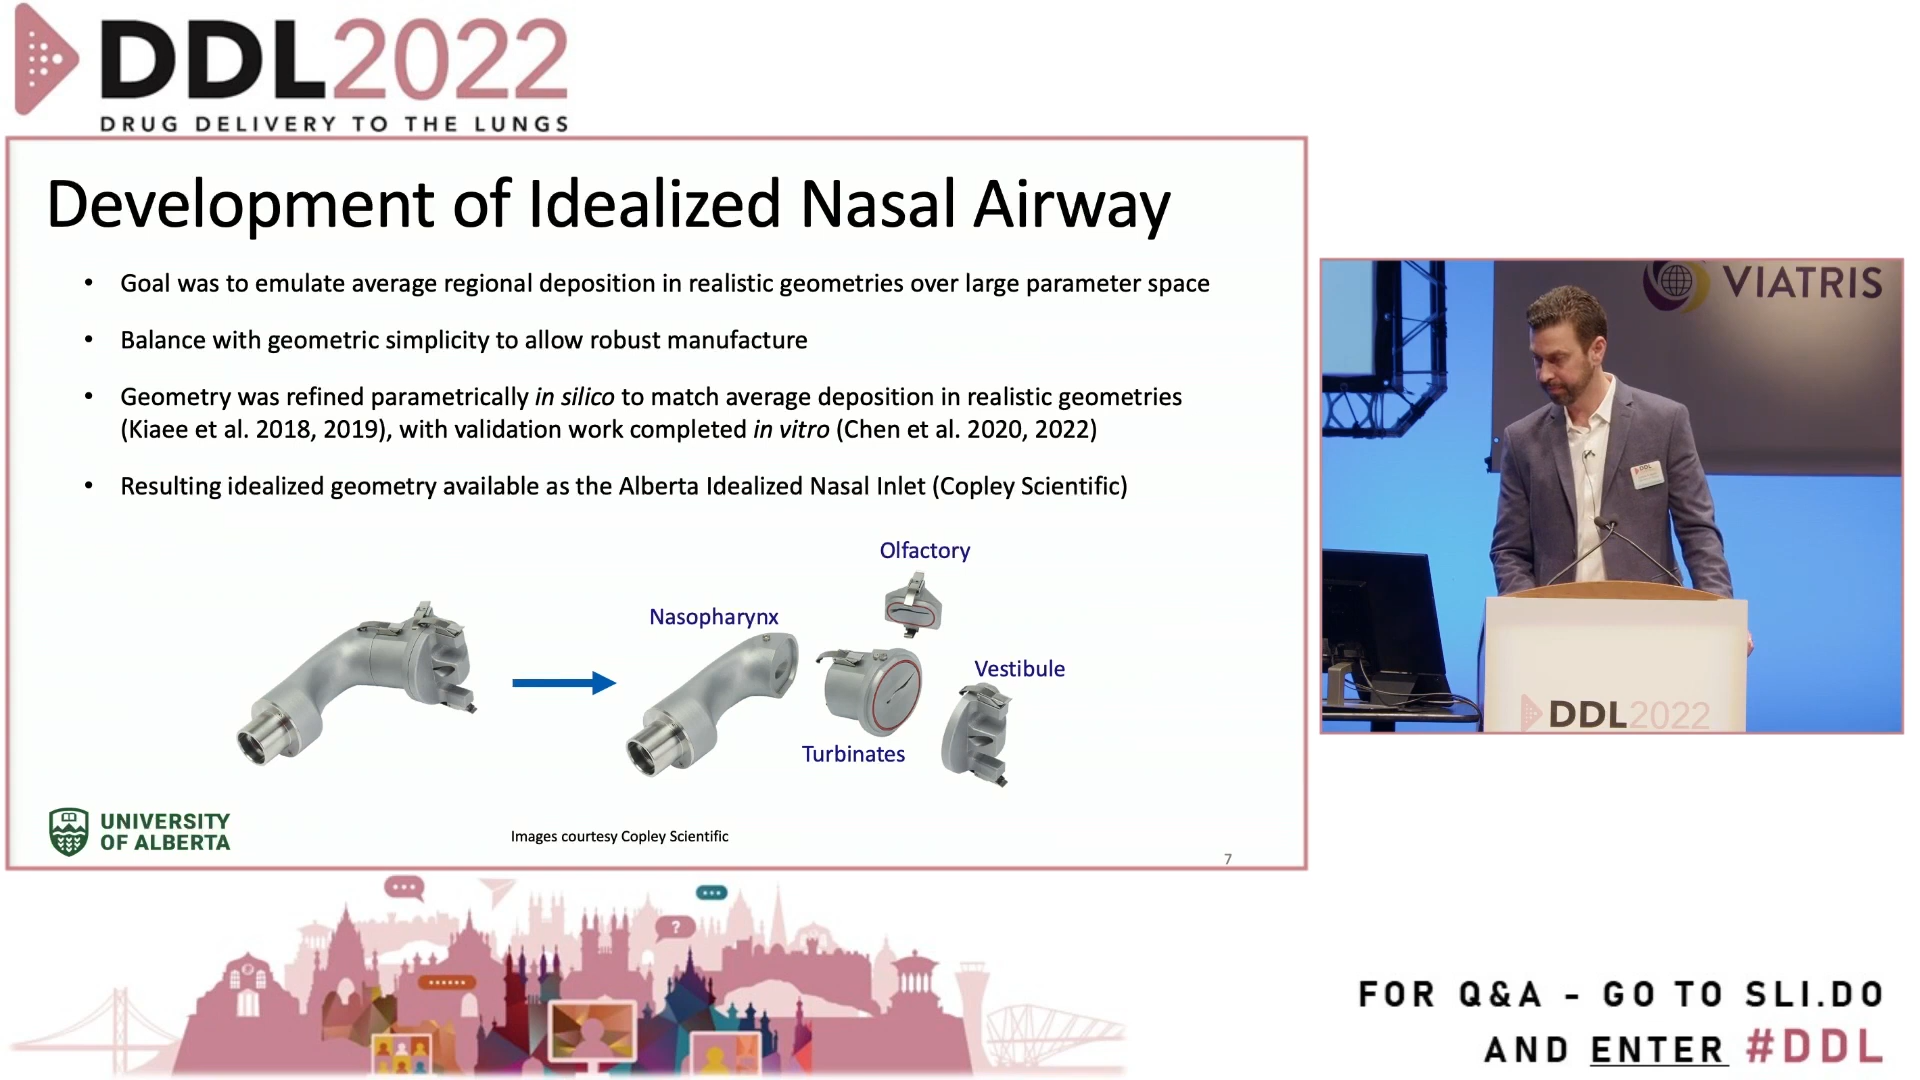 DDL2022
DRUG DELIVERY TO THE LUNGS
Development of Idealized Nasal Airway
• Goal was to emulate average regional deposition in realistic geometries over large parameter space
• Balance with geometric simplicity to allow robust manufacture
• Geometry was refined parametrically in silico to match average deposition in realistic geometries
(Kiaee et al. 2018, 2019), with validation work completed in vitro (Chen et al. 2020, 2022)
• Resulting idealized geometry available as the Alberta Idealized Nasal Inlet (Copley Scientific)
Olfactory
Nasopharynx
Vestibule
Turbinates
UNIVERSITY
OF ALBERTA
Images courtesy Copley Scientific
7
VIATRIS
DDL
DDL2022
?
FOR Q&A - GO TO SLI.DO
AND ENTER #DDL